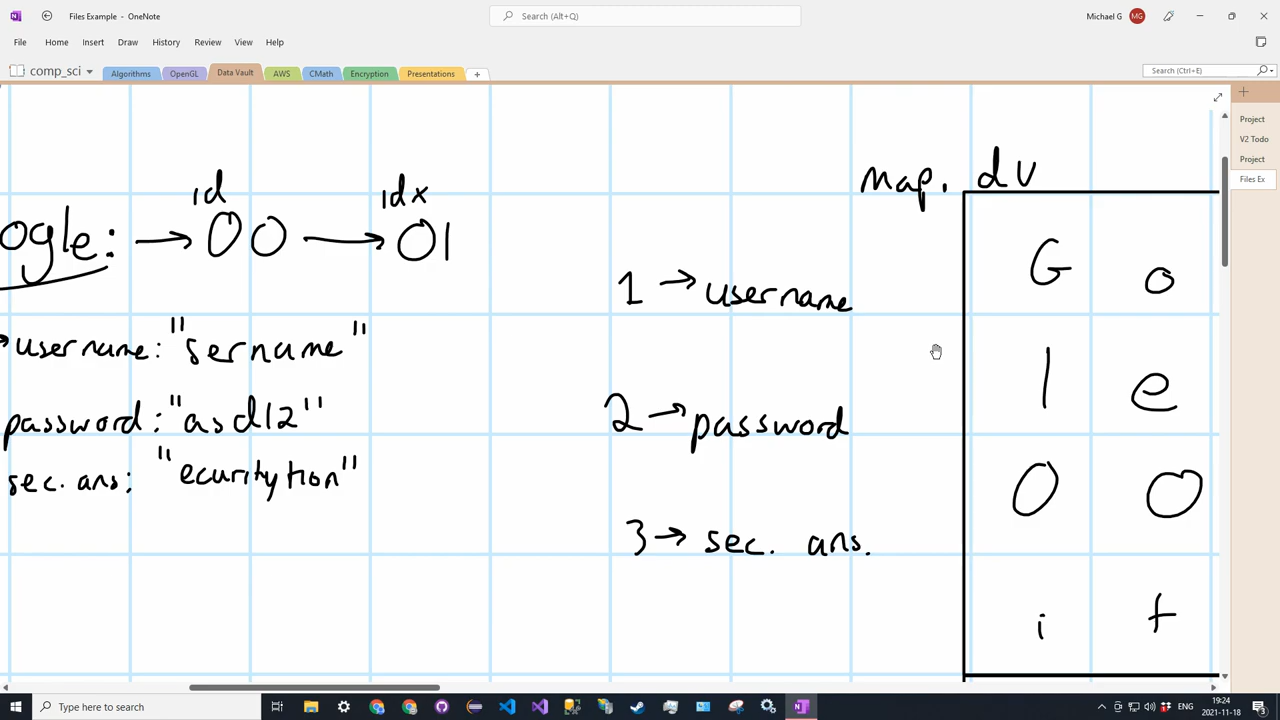 Files Example - OneNote
Search (Alt+Q)
Michael G
MG
File Home Insert Draw History Review View Help
comp_sci
Algorithms OpenGL Data Vault AWS CMath Encryption Presentations +
Search (Ctrl+E)
Project
V2 Todo
Project
Files Ex
map. dv
id idx
ogle: → 00 → 01
G o
1 → username
username: "sername"
l e
password: "asd12"
2 → password
sec. ans: "ecuritytion"
0 0
3 → sec. ans.
i t
Type here to search
ENG
19:24
2021-11-18